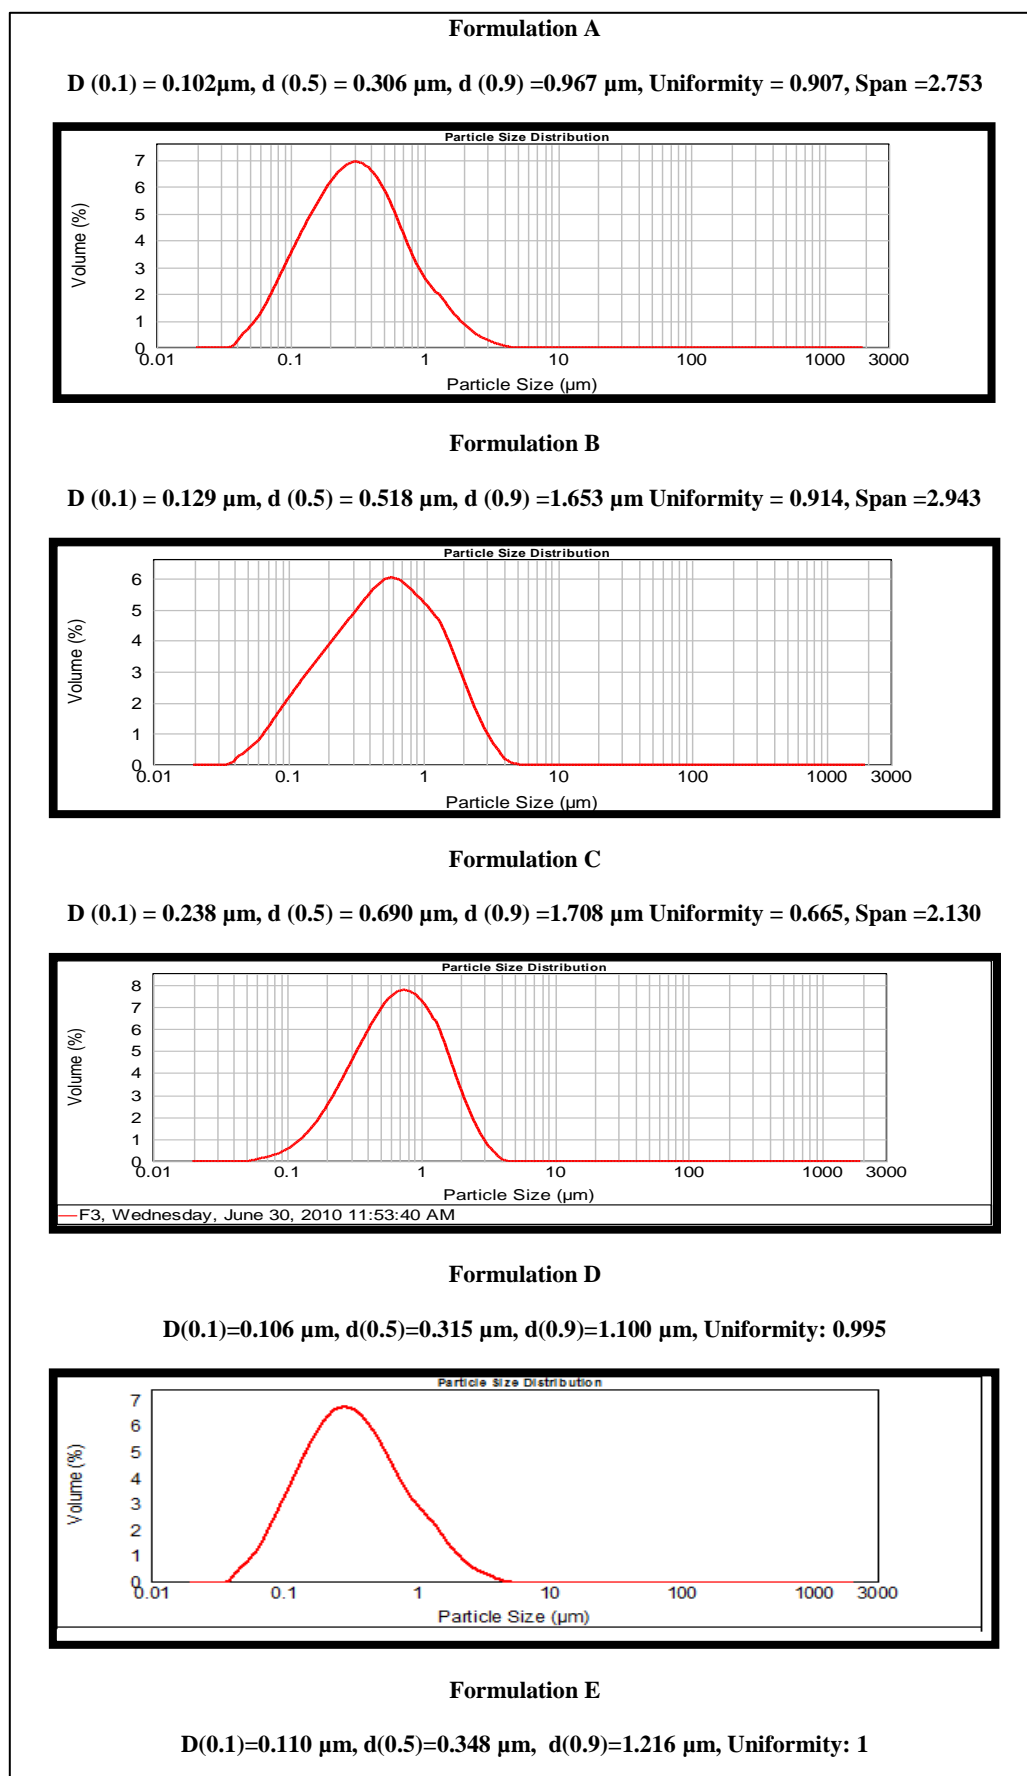 Formulation A
D (0.1) = 0.102µm, d (0.5) = 0.306 µm, d (0.9) =0.967 µm, Uniformity = 0.907, Span =2.753
Particle Size Distribution
7
6
5
4
3
2
1
0
Volume (%)
0.01 0.1 1 10 100 1000 3000
Particle Size (µm)
Formulation B
D (0.1) = 0.129 µm, d (0.5) = 0.518 µm, d (0.9) =1.653 µm Uniformity = 0.914, Span =2.943
Particle Size Distribution
6
5
4
3
2
1
0
Volume (%)
0.01 0.1 1 10 100 1000 3000
Particle Size (µm)
Formulation C
D (0.1) = 0.238 µm, d (0.5) = 0.690 µm, d (0.9) =1.708 µm Uniformity = 0.665, Span =2.130
Particle Size Distribution
8
7
6
5
4
3
2
1
0
Volume (%)
0.01 0.1 1 10 100 1000 3000
Particle Size (µm)
F3, Wednesday, June 30, 2010 11:53:40 AM
Formulation D
D(0.1)=0.106 µm, d(0.5)=0.315 µm, d(0.9)=1.100 µm, Uniformity: 0.995
Particle Size Distribution
7
6
5
4
3
2
1
0
Volume (%)
0.01 0.1 1 10 100 1000 3000
Particle Size (µm)
Formulation E
D(0.1)=0.110 µm, d(0.5)=0.348 µm, d(0.9)=1.216 µm, Uniformity: 1